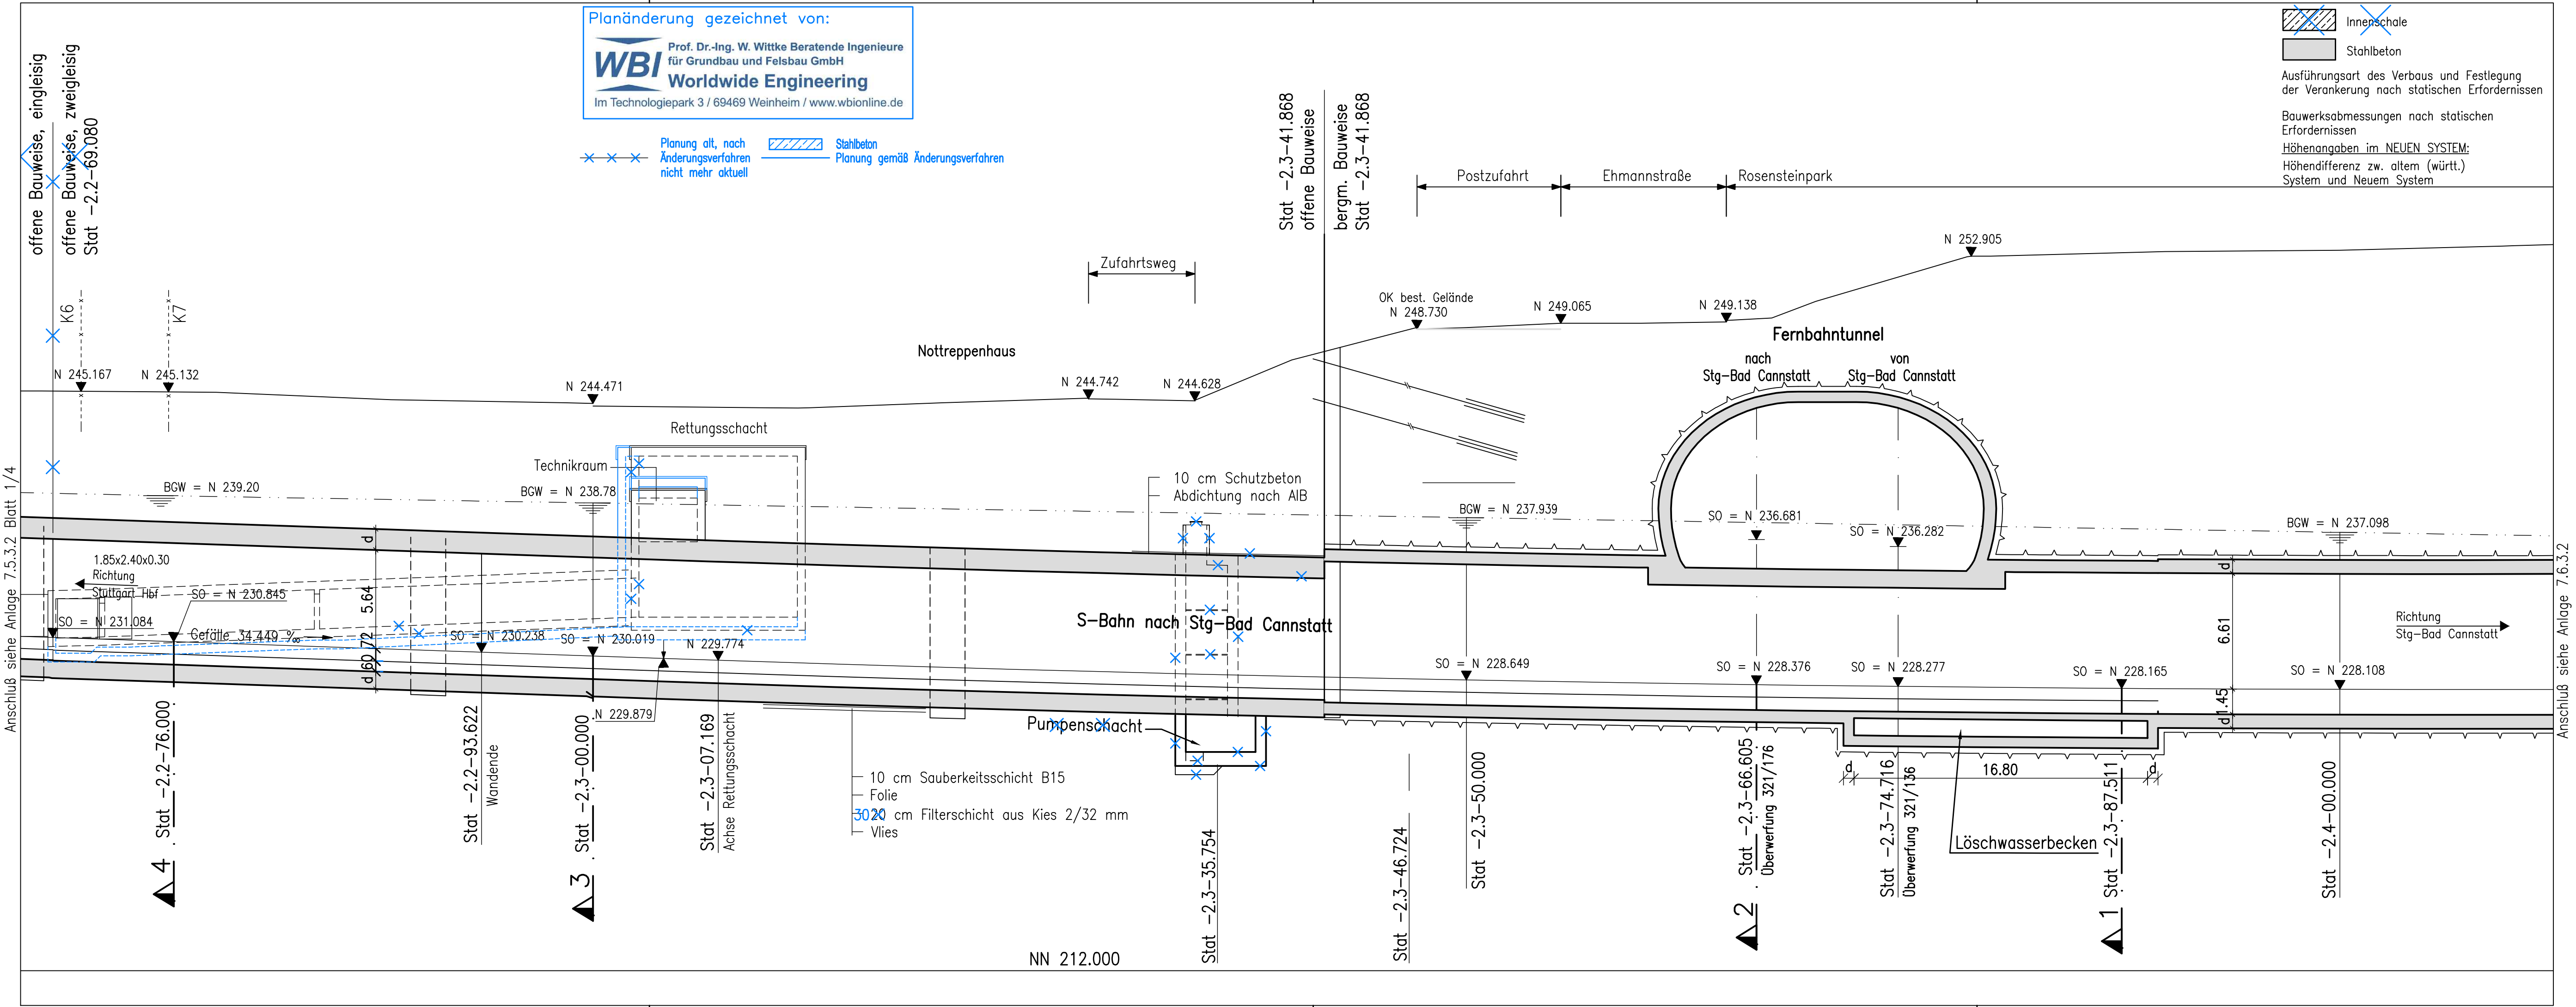 Planänderung gezeichnet von:
WBI
Prof. Dr.-Ing. W. Wittke Beratende Ingenieure
für Grundbau und Felsbau GmbH
Worldwide Engineering
Im Technologiepark 3 / 69469 Weinheim / www.wbionline.de
Planung alt, nach
Änderungsverfahren
nicht mehr aktuell
Stahlbeton
Planung gemäß Änderungsverfahren
Innenschale
Stahlbeton
Ausführungsart des Verbaus und Festlegung
der Verankerung nach statischen Erfordernissen
Bauwerksabmessungen nach statischen
Erfordernissen
Höhenangaben im NEUEN SYSTEM:
Höhendifferenz zw. altem (württ.)
System und Neuem System
offene Bauweise, eingleisig
offene Bauweise, zweigleisig
Stat -2.2-69.080
Stat -2.3-41.868
offene Bauweise
bergm. Bauweise
Stat -2.3-41.868
Postzufahrt
Ehmannstraße
Rosensteinpark
Zufahrtsweg
K6
K7
N 245.167
N 245.132
N 244.471
Nottreppenhaus
N 244.742
N 244.628
OK best. Gelände
N 248.730
N 249.065
N 249.138
N 252.905
Fernbahntunnel
nach
Stg-Bad Cannstatt
von
Stg-Bad Cannstatt
Rettungsschacht
Technikraum
BGW = N 239.20
BGW = N 238.78
10 cm Schutzbeton
Abdichtung nach AIB
BGW = N 237.939
SO = N 236.681
SO = N 236.282
BGW = N 237.098
Anschluß siehe Anlage 7.5.3.2 Blatt 1/4
1.85x2.40x0.30
Richtung
Stuttgart Hbf
SO = N 230.845
SO = N 231.084
Gefälle 34.449 ‰
d
5.64
72
60
d
SO = N 230.238
SO = N 230.019
N 229.774
N 229.879
S-Bahn nach Stg-Bad Cannstatt
SO = N 228.649
SO = N 228.376
SO = N 228.277
SO = N 228.165
SO = N 228.108
d
6.61
1.45
d
Richtung
Stg-Bad Cannstatt
Anschluß siehe Anlage 7.6.3.2
Pumpenschacht
10 cm Sauberkeitsschicht B15
Folie
30 20 cm Filterschicht aus Kies 2/32 mm
Vlies
d
16.80
d
Löschwasserbecken
4
Stat -2.2-76.000
Stat -2.2-93.622
Wandende
3
Stat -2.3-00.000
Stat -2.3-07.169
Achse Rettungsschacht
Stat -2.3-35.754
Stat -2.3-46.724
Stat -2.3-50.000
2
Stat -2.3-66.605
Überwerfung 321/176
Stat -2.3-74.716
Überwerfung 321/136
1
Stat -2.3-87.511
Stat -2.4-00.000
NN 212.000